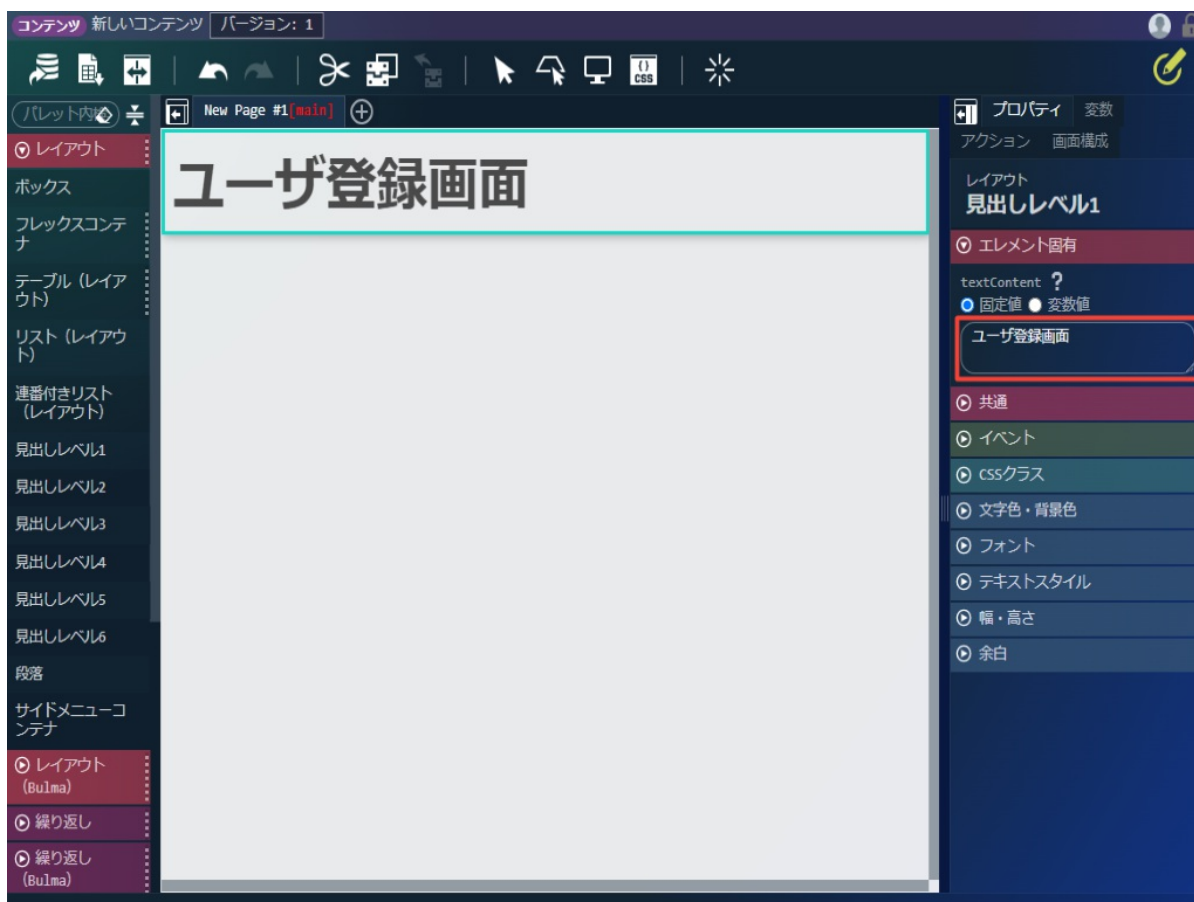 コンテンツ 新しいコンテンツ バージョン: 1
{} CSS
パレット内検
New Page #1[main]
プロパティ 変数
アクション 画面構成
レイアウト
ボックス
フレックスコンテ
ナ
テーブル（レイア
ウト）
リスト（レイアウ
ト）
連番付きリスト
（レイアウト）
見出しレベル1
見出しレベル2
見出しレベル3
見出しレベル4
見出しレベル5
見出しレベル6
段落
サイドメニューコ
ンテナ
レイアウト
（Bulma）
繰り返し
繰り返し
（Bulma）
ユーザ登録画面
レイアウト
見出しレベル1
エレメント固有
textContent ?
固定値 変数値
ユーザ登録画面
共通
イベント
CSSクラス
文字色・背景色
フォント
テキストスタイル
幅・高さ
余白